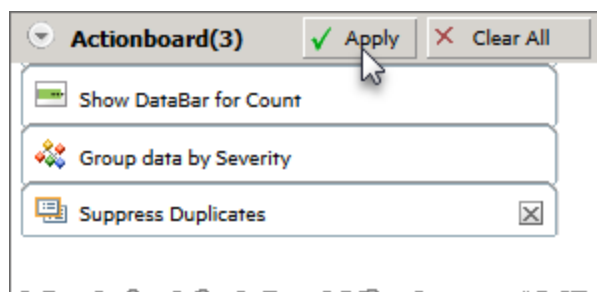 Actionboard(3) Apply Clear All
Show DataBar for Count
Group data by Severity
Suppress Duplicates